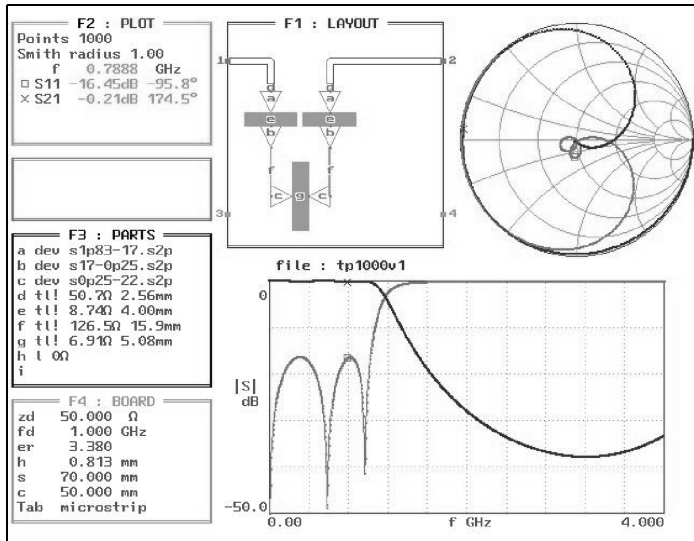 F2 : PLOT
Points 1000
Smith radius 1.00
f 0.7888 GHz
□ S11 -16.45dB -95.8°
× S21 -0.21dB 174.5°
F3 : PARTS
a dev s1p83-17.s2p
b dev s17-0p25.s2p
c dev s0p25-22.s2p
d tl! 50.7Ω 2.56mm
e tl! 8.74Ω 4.00mm
f tl! 126.5Ω 15.9mm
g tl! 6.91Ω 5.08mm
h l 0Ω
i
F4 : BOARD
zd 50.000 Ω
fd 1.000 GHz
er 3.380
h 0.813 mm
s 70.000 mm
c 50.000 mm
Tab microstrip
F1 : LAYOUT
1 2
d d
a a
e e
b b
f f
c g c
3 4
file : tp1000v1
0
|S|
dB
-50.0
0.00 f GHz 4.000